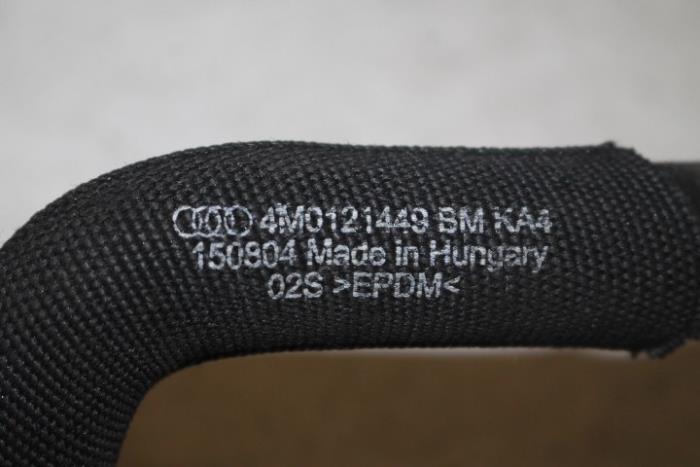 4M0121449 BM KA4
150804 Made in Hungary
02S >EPDM<